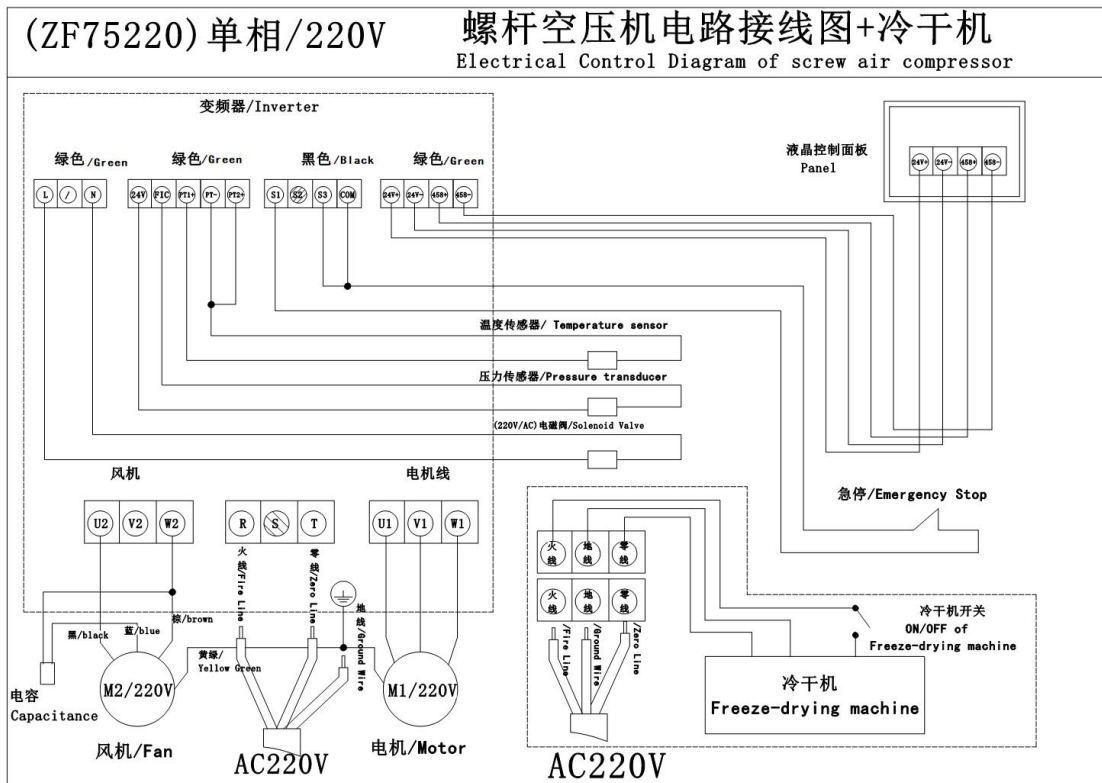 (ZF75220)单相/220V
螺杆空压机电路接线图+冷干机
Electrical Control Diagram of screw air compressor
变频器/Inverter
绿色/Green
绿色/Green
黑色/Black
绿色/Green
L / N
24V FIC PT1+ PT- PT2+
S1 S2 S3 COM
24V+ 24V- 458+ 458-
液晶控制面板
Panel
24V+ 24V- 458+ 458-
温度传感器/ Temperature sensor
压力传感器/Pressure transducer
(220V/AC)电磁阀/Solenoid Valve
风机
电机线
急停/Emergency Stop
U2 V2 W2
R S T
U1 V1 W1
火线/Fire Line
零线/Zero Line
地线/Ground Wire
黑/black
蓝/blue
棕/brown
黄绿/
Yellow Green
电容
Capacitance
M2/220V
M1/220V
风机/Fan
AC220V
电机/Motor
火线 地线 零线
火线 地线 零线
/Fire Line
/Ground Wire
/Zero Line
冷干机开关
ON/OFF of
Freeze-drying machine
冷干机
Freeze-drying machine
AC220V